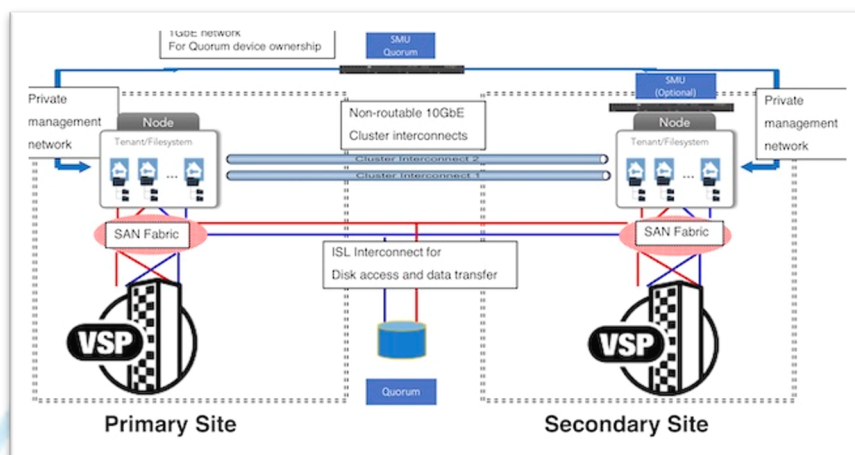 1GbE network
For Quorum device ownership
SMU
Quorum
SMU
(Optional)
Private
management
network
Node
Tenant/Filesystem
...
Non-routable 10GbE
Cluster interconnects
Cluster Interconnect 2
Cluster Interconnect 1
Node
Tenant/Filesystem
...
Private
management
network
SAN Fabric
ISL Interconnect for
Disk access and data transfer
SAN Fabric
VSP
VSP
Quorum
Primary Site
Secondary Site